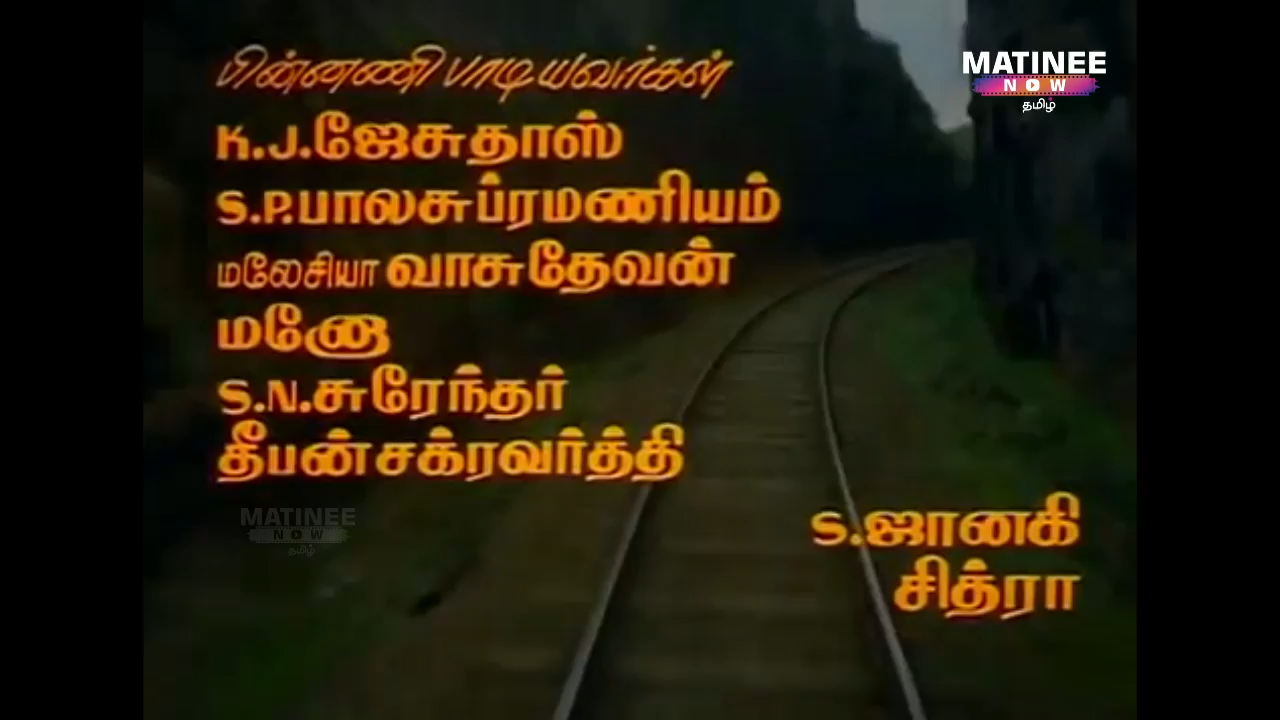 பின்னணி பாடியவர்கள்
K.J.ஜேசுதாஸ்
S.P.பாலசுப்ரமணியம்
மலேசியா வாசுதேவன்
மனோ
S.N.சுரேந்தர்
தீபன்சக்ரவர்த்தி
S.ஜானகி
சித்ரா
MATINEE
NOW
தமிழ்
MATINEE
NOW
தமிழ்